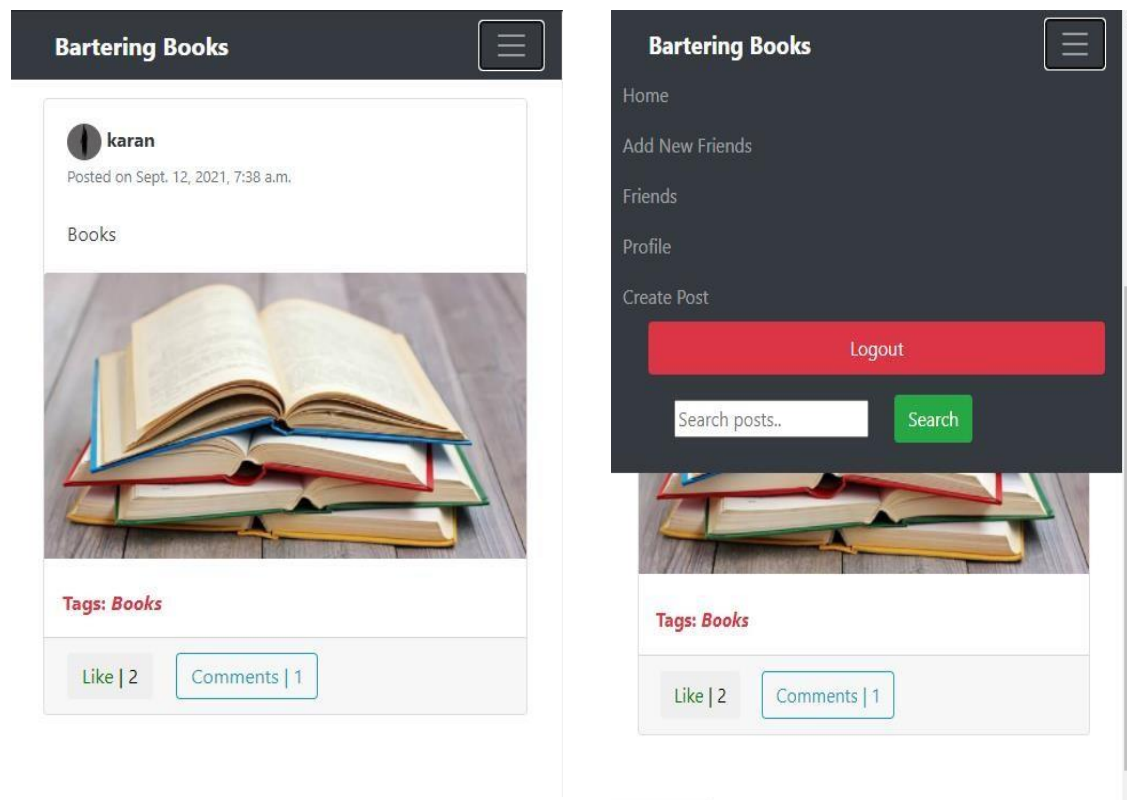 Bartering Books
karan
Posted on Sept. 12, 2021, 7:38 a.m.
Books
Tags: Books
Like | 2
Comments | 1
Bartering Books
Home
Add New Friends
Friends
Profile
Create Post
Logout
Search posts..
Search
Tags: Books
Like | 2
Comments | 1